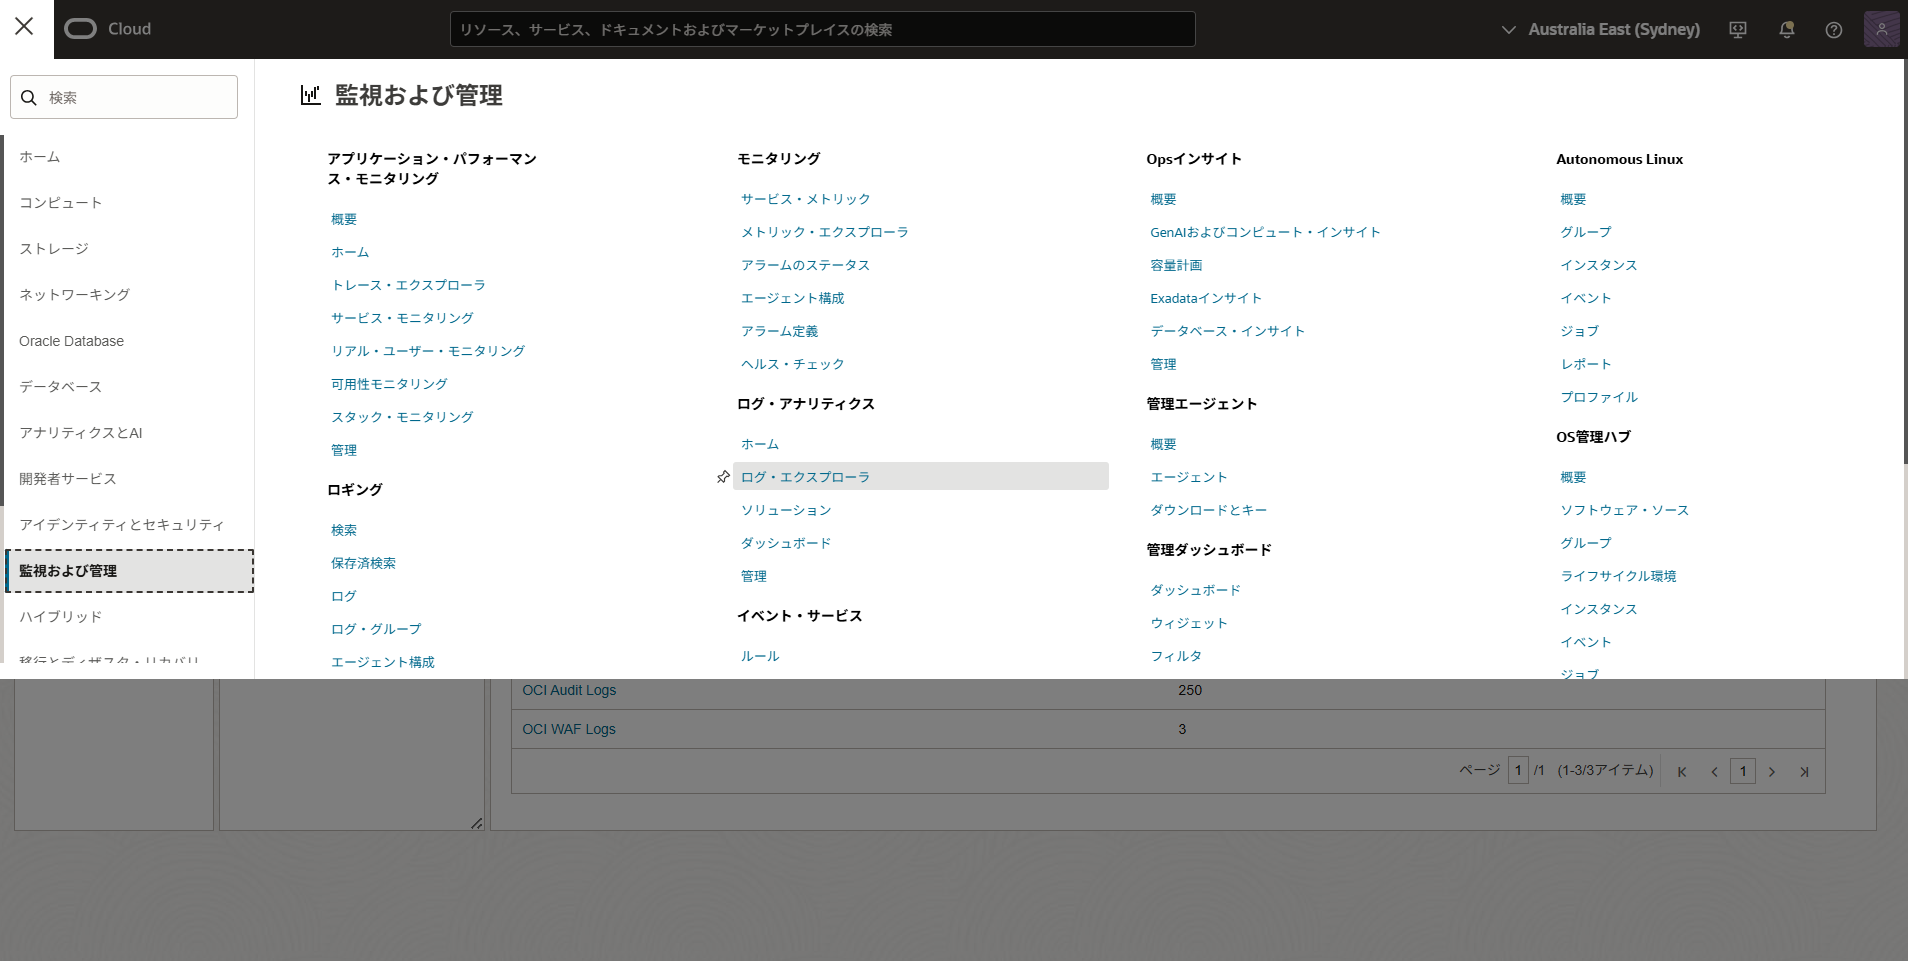 Cloud
リソース、サービス、ドキュメントおよびマーケットプレイスの検索
Australia East (Sydney)
検索
ホーム
コンピュート
ストレージ
ネットワーキング
Oracle Database
データベース
アナリティクスとAI
開発者サービス
アイデンティティとセキュリティ
監視および管理
ハイブリッド
移行とディザスタ・リカバリ
監視および管理
アプリケーション・パフォーマン
ス・モニタリング
概要
ホーム
トレース・エクスプローラ
サービス・モニタリング
リアル・ユーザー・モニタリング
可用性モニタリング
スタック・モニタリング
管理
ロギング
検索
保存済検索
ログ
ログ・グループ
エージェント構成
モニタリング
サービス・メトリック
メトリック・エクスプローラ
アラームのステータス
エージェント構成
アラーム定義
ヘルス・チェック
ログ・アナリティクス
ホーム
ログ・エクスプローラ
ソリューション
ダッシュボード
管理
イベント・サービス
ルール
Opsインサイト
概要
GenAIおよびコンピュート・インサイト
容量計画
Exadataインサイト
データベース・インサイト
管理
管理エージェント
概要
エージェント
ダウンロードとキー
管理ダッシュボード
ダッシュボード
ウィジェット
フィルタ
Autonomous Linux
概要
グループ
インスタンス
イベント
ジョブ
レポート
プロファイル
OS管理ハブ
概要
ソフトウェア・ソース
グループ
ライフサイクル環境
インスタンス
イベント
ジョブ
OCI Audit Logs 250
OCI WAF Logs 3
ページ 1 /1 (1-3/3アイテム) 1